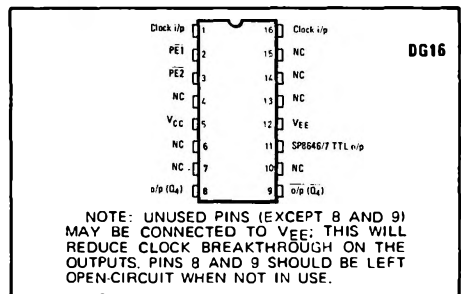 Clock i/p 1 16 Clock i/p
PE1 2 15 NC DG16
PE2 3 14 NC
NC 4 13 NC
VCC 5 12 VEE
NC 6 11 SP8646/7 TTL o/p
NC 7 10 NC
o/p (Q4) 8 9 o/p (Q4)
NOTE: UNUSED PINS (EXCEPT 8 AND 9)
MAY BE CONNECTED TO VEE; THIS WILL
REDUCE CLOCK BREAKTHROUGH ON THE
OUTPUTS. PINS 8 AND 9 SHOULD BE LEFT
OPEN-CIRCUIT WHEN NOT IN USE.